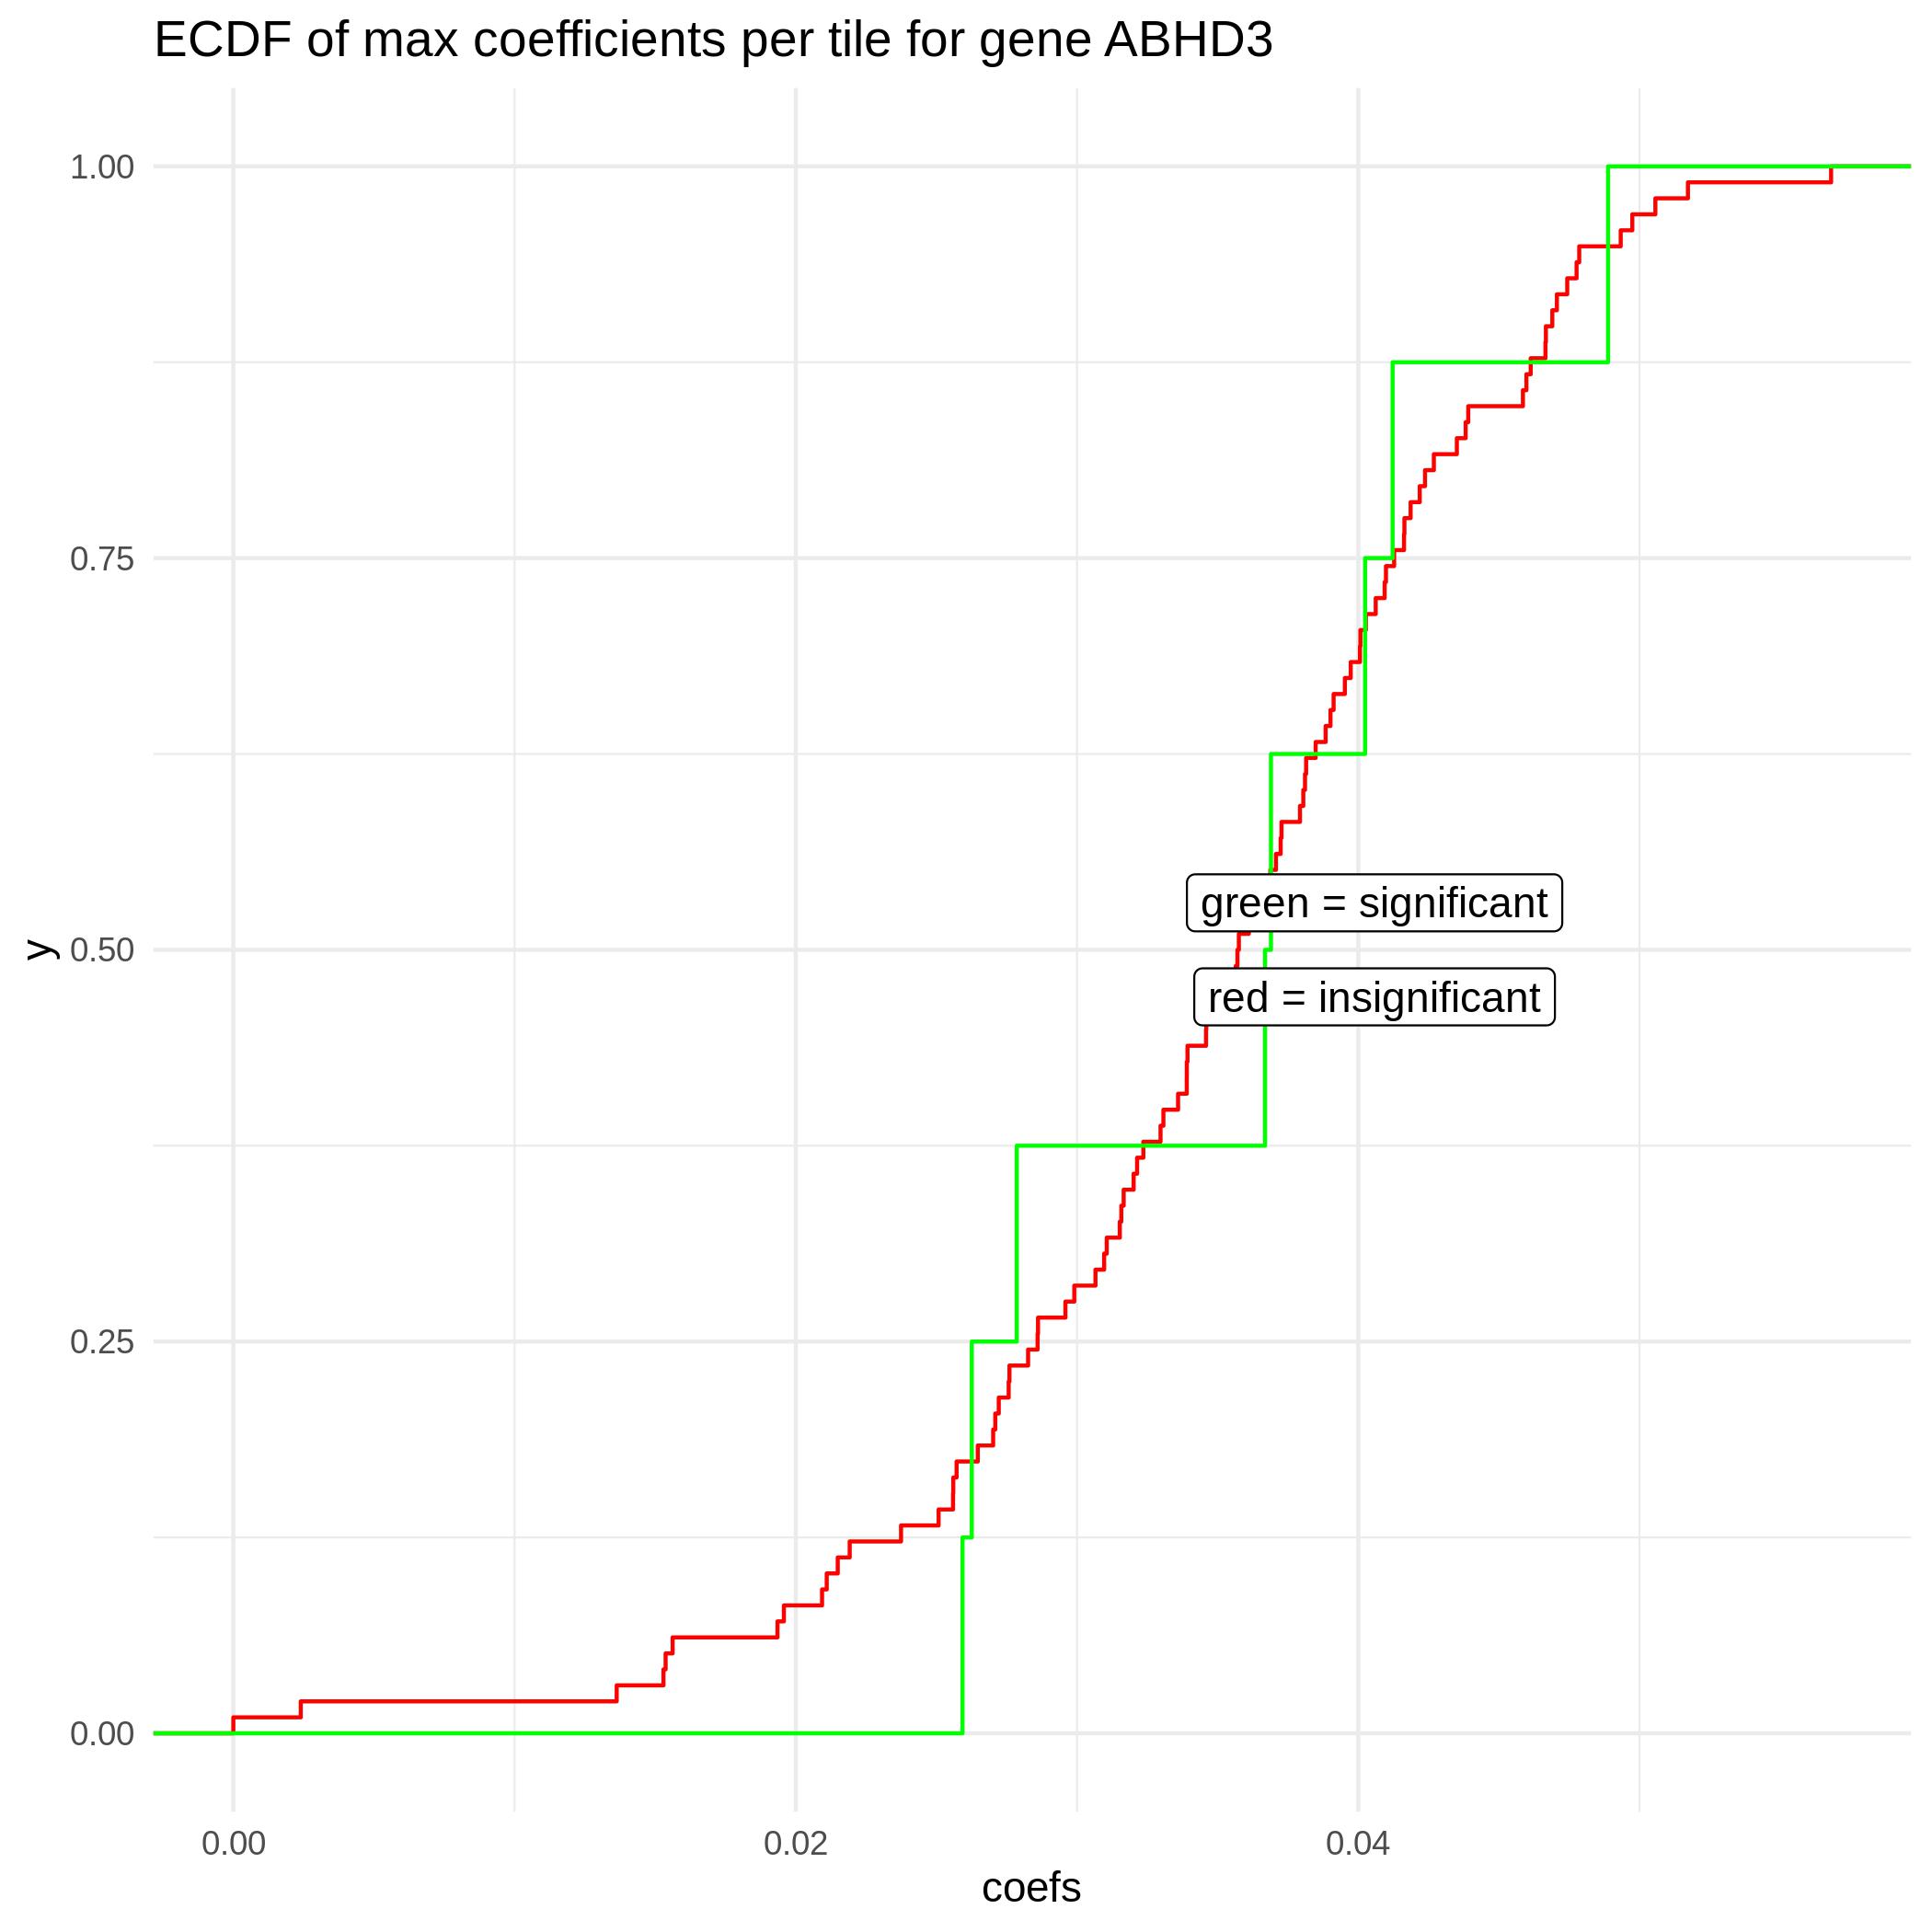 ECDF of max coefficients per tile for gene ABHD3
1.00
0.75
green = significant
y
0.50
red = insignificant
0.25
0.00
0.00
0.02
0.04
coefs